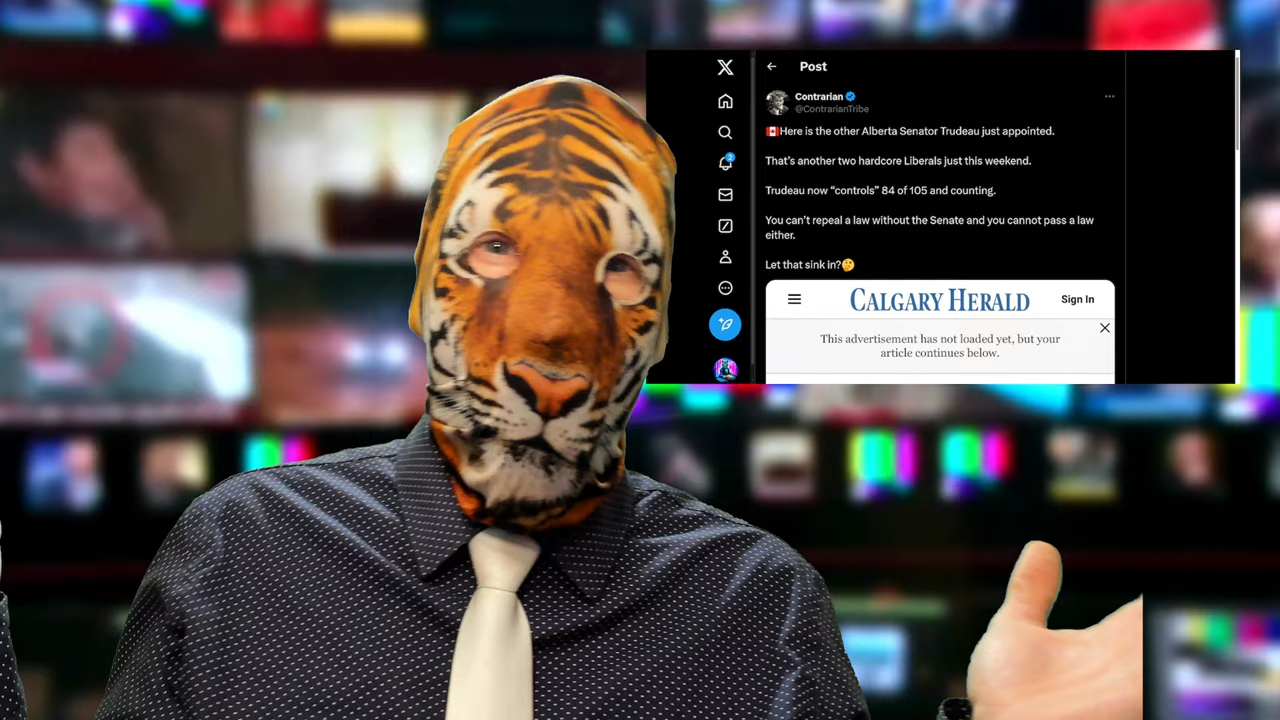 Post
Contrarian
@ContrarianTribe
🇨🇦Here is the other Alberta Senator Trudeau just appointed.
That's another two hardcore Liberals just this weekend.
Trudeau now “controls” 84 of 105 and counting.
You can't repeal a law without the Senate and you cannot pass a law
either.
Let that sink in?🤔
2
CALGARY HERALD
Sign In
This advertisement has not loaded yet, but your
article continues below.